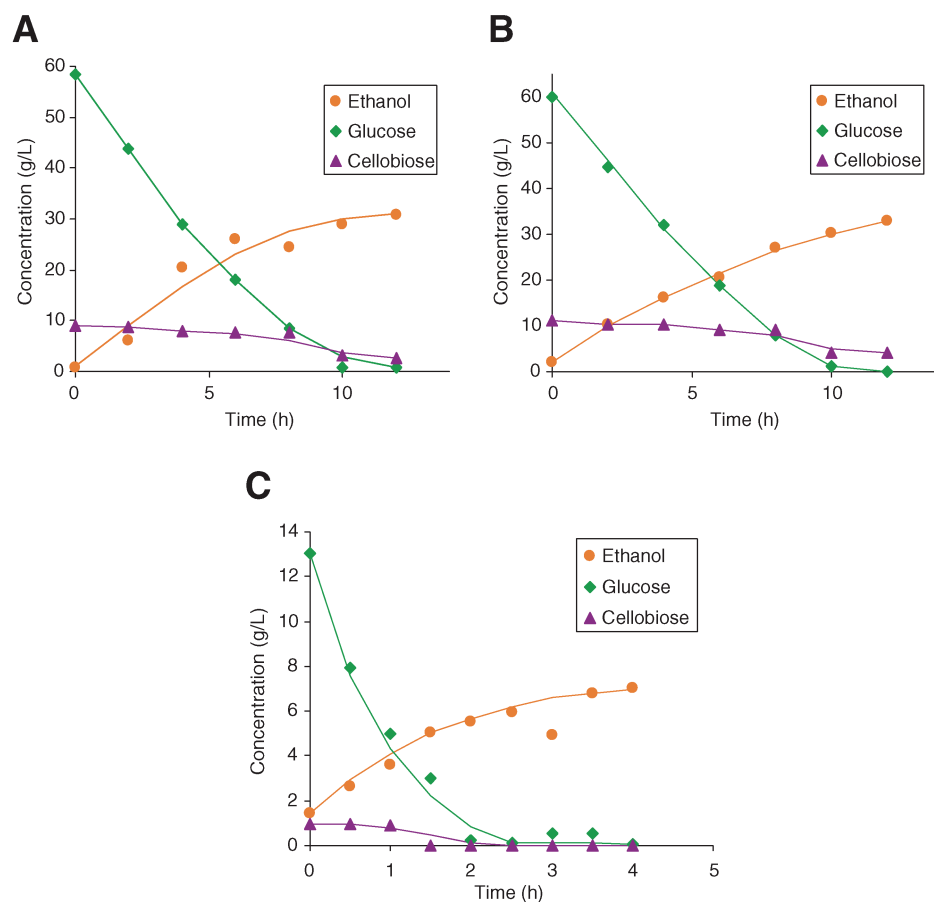 A
60
50
40
30
20
10
0
0
5
10
Concentration (g/L)
Time (h)
Ethanol
Glucose
Cellobiose
B
60
50
40
30
20
10
0
0
5
10
Concentration (g/L)
Time (h)
Ethanol
Glucose
Cellobiose
C
14
12
10
8
6
4
2
0
0
1
2
3
4
5
Concentration (g/L)
Time (h)
Ethanol
Glucose
Cellobiose